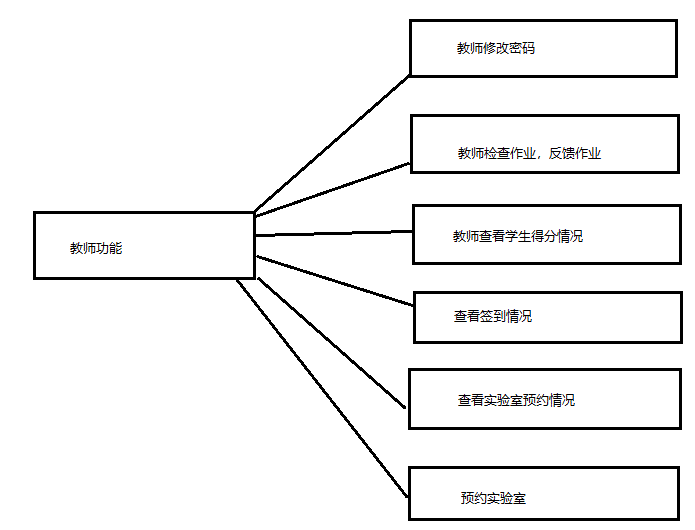 教师修改密码
教师检查作业，反馈作业
教师查看学生得分情况
教师功能
查看签到情况
查看实验室预约情况
预约实验室